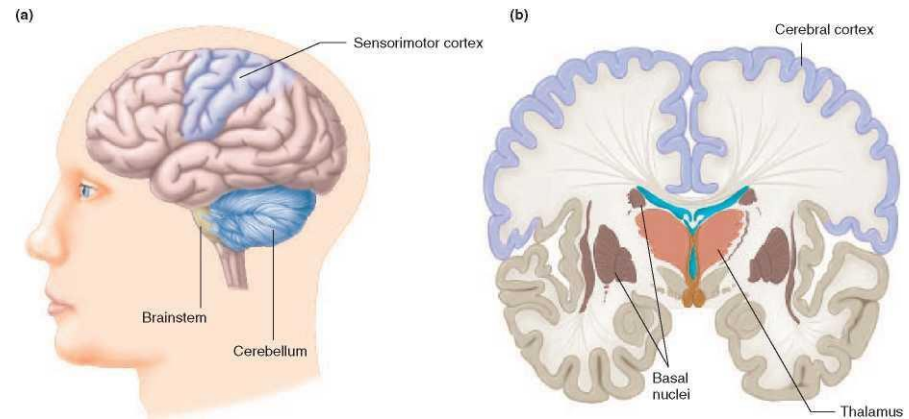 (a)
Sensorimotor cortex
Brainstem
Cerebellum
(b)
Cerebral cortex
Basal
nuclei
Thalamus